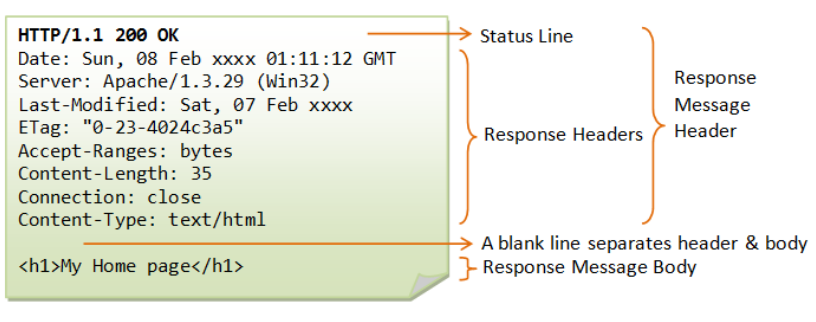 HTTP/1.1 200 OK
Date: Sun, 08 Feb xxxx 01:11:12 GMT
Server: Apache/1.3.29 (Win32)
Last-Modified: Sat, 07 Feb xxxx
ETag: "0-23-4024c3a5"
Accept-Ranges: bytes
Content-Length: 35
Connection: close
Content-Type: text/html
<h1>My Home page</h1>
Status Line
Response Headers
Response
Message
Header
A blank line separates header & body
Response Message Body